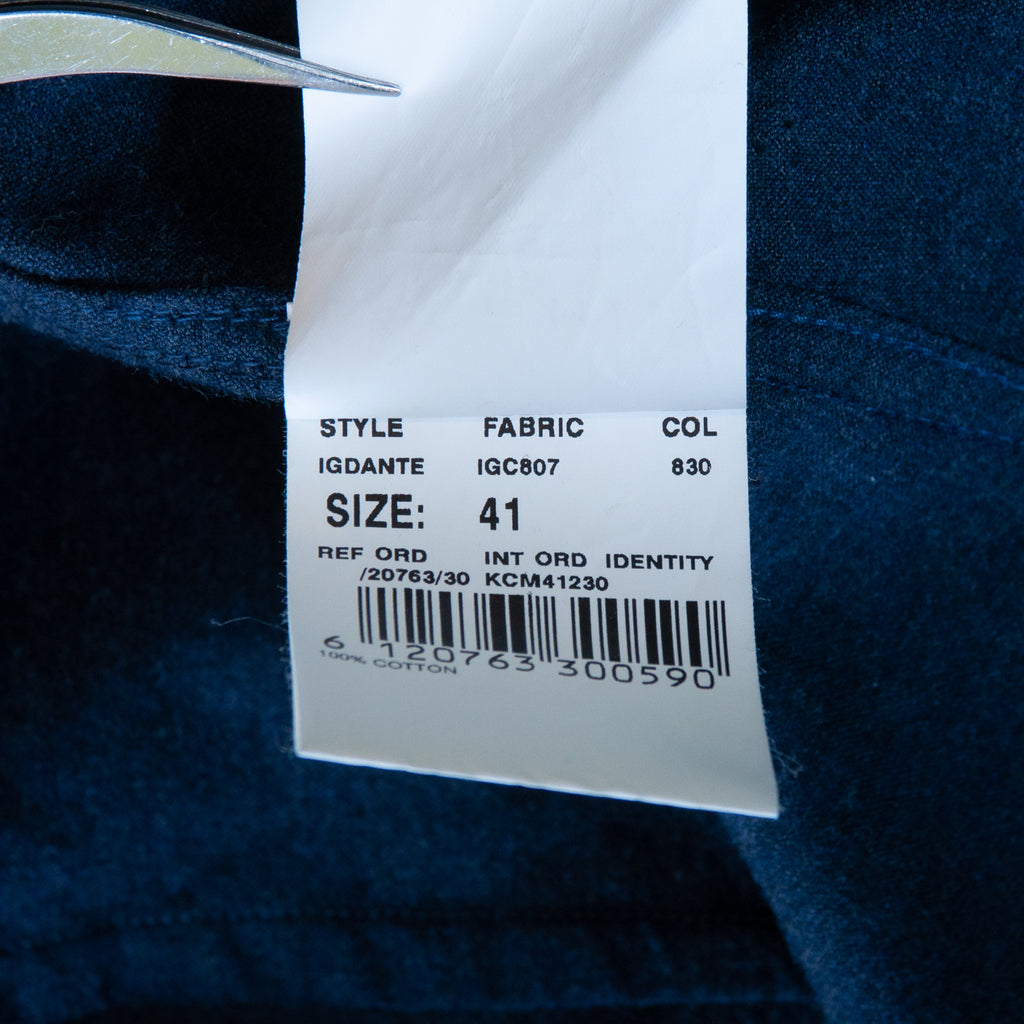 STYLE FABRIC COL
IGDANTE IGC807 830
SIZE: 41
REF ORD INT ORD IDENTITY
/20763/30 KCM41230
6 120763 300590
100% COTTON